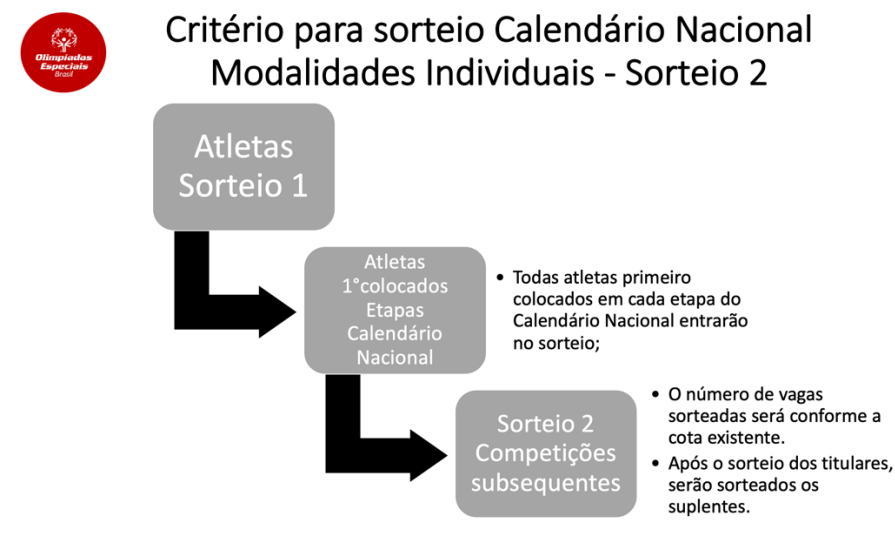 Olimpíadas
Especiais
Brasil
Critério para sorteio Calendário Nacional
Modalidades Individuais - Sorteio 2
Atletas
Sorteio 1
Atletas
1°colocados
Etapas
Calendário
Nacional
• Todas atletas primeiro
colocados em cada etapa do
Calendário Nacional entrarão
no sorteio;
Sorteio 2
Competições
subsequentes
• O número de vagas
sorteadas será conforme a
cota existente.
• Após o sorteio dos titulares,
serão sorteados os
suplentes.